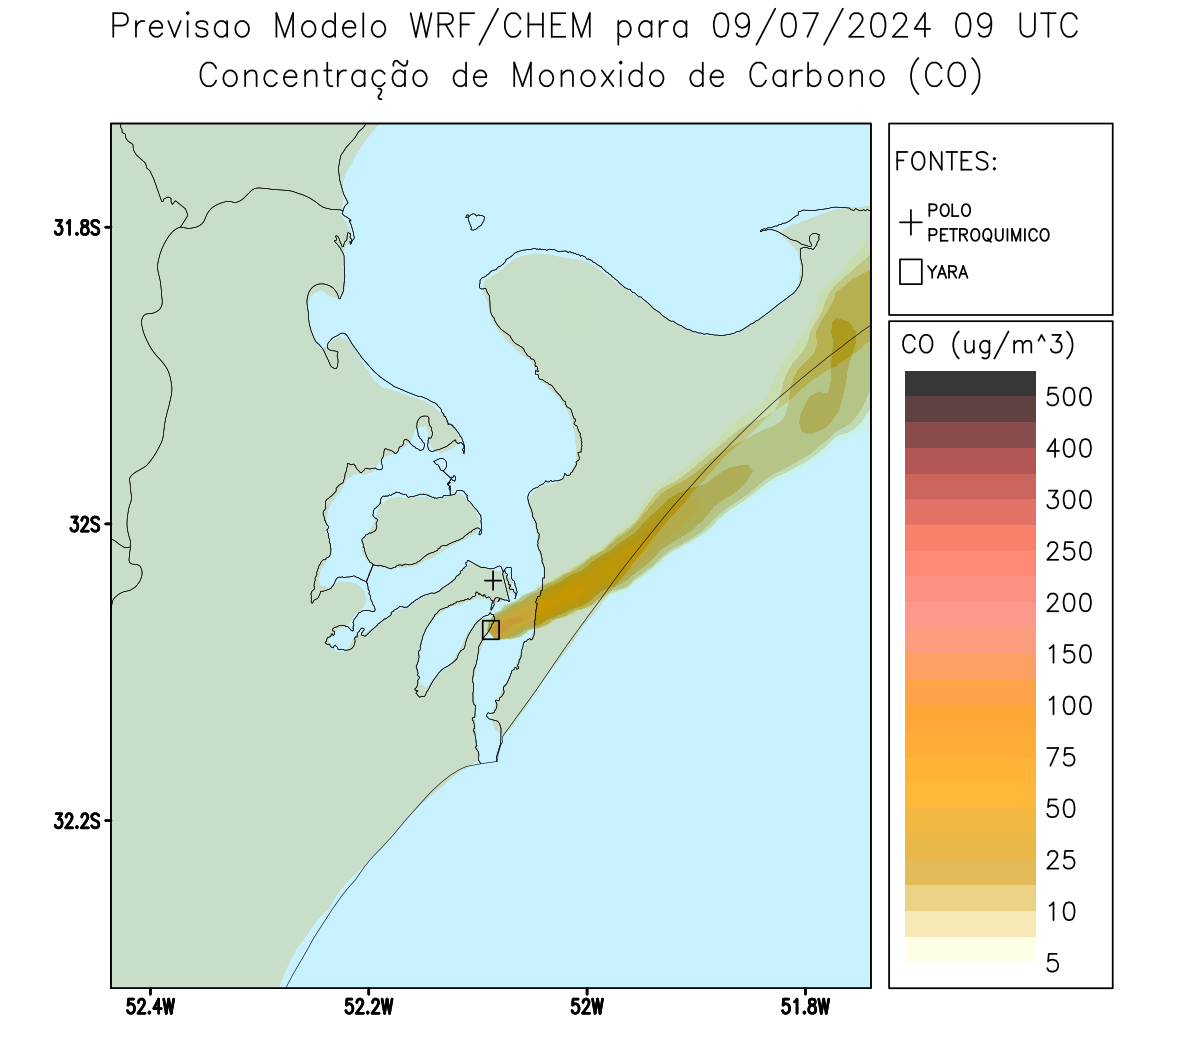 Previsao Modelo WRF/CHEM para 09/07/2024 09 UTC
Concentração de Monoxido de Carbono (CO)
31.8S
32S
32.2S
52.4W
52.2W
52W
51.8W
FONTES:
POLO
PETROQUIMICO
YARA
CO (ug/m^3)
500
400
300
250
200
150
100
75
50
25
10
5